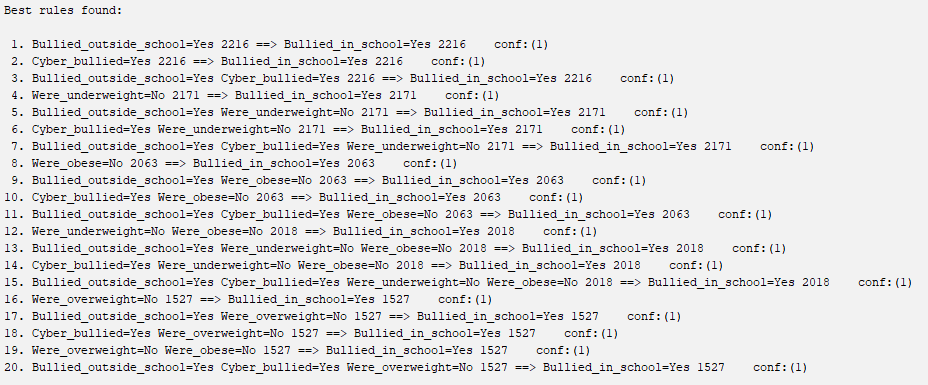 Best rules found:
1. Bullied_outside_school=Yes 2216 ==> Bullied_in_school=Yes 2216 conf:(1)
2. Cyber_bullied=Yes 2216 ==> Bullied_in_school=Yes 2216 conf:(1)
3. Bullied_outside_school=Yes Cyber_bullied=Yes 2216 ==> Bullied_in_school=Yes 2216 conf:(1)
4. Were_underweight=No 2171 ==> Bullied_in_school=Yes 2171 conf:(1)
5. Bullied_outside_school=Yes Were_underweight=No 2171 ==> Bullied_in_school=Yes 2171 conf:(1)
6. Cyber_bullied=Yes Were_underweight=No 2171 ==> Bullied_in_school=Yes 2171 conf:(1)
7. Bullied_outside_school=Yes Cyber_bullied=Yes Were_underweight=No 2171 ==> Bullied_in_school=Yes 2171 conf:(1)
8. Were_obese=No 2063 ==> Bullied_in_school=Yes 2063 conf:(1)
9. Bullied_outside_school=Yes Were_obese=No 2063 ==> Bullied_in_school=Yes 2063 conf:(1)
10. Cyber_bullied=Yes Were_obese=No 2063 ==> Bullied_in_school=Yes 2063 conf:(1)
11. Bullied_outside_school=Yes Cyber_bullied=Yes Were_obese=No 2063 ==> Bullied_in_school=Yes 2063 conf:(1)
12. Were_underweight=No Were_obese=No 2018 ==> Bullied_in_school=Yes 2018 conf:(1)
13. Bullied_outside_school=Yes Were_underweight=No Were_obese=No 2018 ==> Bullied_in_school=Yes 2018 conf:(1)
14. Cyber_bullied=Yes Were_underweight=No Were_obese=No 2018 ==> Bullied_in_school=Yes 2018 conf:(1)
15. Bullied_outside_school=Yes Cyber_bullied=Yes Were_underweight=No Were_obese=No 2018 ==> Bullied_in_school=Yes 2018 conf:(1)
16. Were_overweight=No 1527 ==> Bullied_in_school=Yes 1527 conf:(1)
17. Bullied_outside_school=Yes Were_overweight=No 1527 ==> Bullied_in_school=Yes 1527 conf:(1)
18. Cyber_bullied=Yes Were_overweight=No 1527 ==> Bullied_in_school=Yes 1527 conf:(1)
19. Were_overweight=No Were_obese=No 1527 ==> Bullied_in_school=Yes 1527 conf:(1)
20. Bullied_outside_school=Yes Cyber_bullied=Yes Were_overweight=No 1527 ==> Bullied_in_school=Yes 1527 conf:(1)